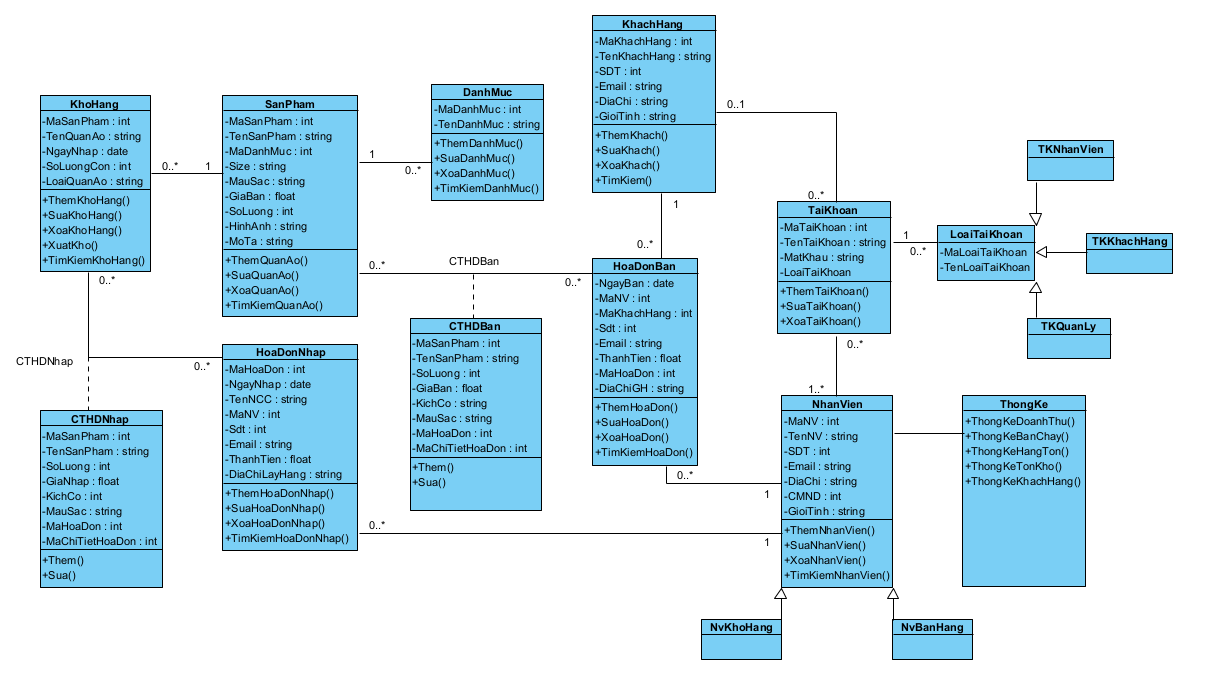 KhachHang
-MaKhachHang : int
-TenKhachHang : string
-SDT : int
-Email : string
-DiaChi : string
-GioiTinh : string
+ThemKhach()
+SuaKhach()
+XoaKhach()
+TimKiem()
KhoHang
-MaSanPham : int
-TenQuanAo : string
-NgayNhap : date
-SoLuongCon : int
-LoaiQuanAo : string
+ThemKhoHang()
+SuaKhoHang()
+XoaKhoHang()
+XuatKho()
+TimKiemKhoHang()
0..*
1
SanPham
-MaSanPham : int
-TenSanPham : string
-MaDanhMuc : int
-Size : string
-MauSac : string
-GiaBan : float
-SoLuong : int
-HinhAnh : string
-MoTa : string
+ThemQuanAo()
+SuaQuanAo()
+XoaQuanAo()
+TimKiemQuanAo()
1
0..*
DanhMuc
-MaDanhMuc : int
-TenDanhMuc : string
+ThemDanhMuc()
+SuaDanhMuc()
+XoaDanhMuc()
+TimKiemDanhMuc()
0..1
0..*
TaiKhoan
-MaTaiKhoan : int
-TenTaiKhoan : string
-MatKhau : string
-LoaiTaiKhoan
+ThemTaiKhoan()
+SuaTaiKhoan()
+XoaTaiKhoan()
1
0..*
TKNhanVien
LoaiTaiKhoan
-MaLoaiTaiKhoan
-TenLoaiTaiKhoan
TKKhachHang
TKQuanLy
1
0..*
0..*
CTHDBan
0..*
HoaDonBan
-NgayBan : date
-MaNV : int
-MaKhachHang : int
-Sdt : int
-Email : string
-ThanhTien : float
-MaHoaDon : int
-DiaChiGH : string
+ThemHoaDon()
+SuaHoaDon()
+XoaHoaDon()
+TimKiemHoaDon()
CTHDBan
-MaSanPham : int
-TenSanPham : string
-SoLuong : int
-GiaBan : float
-KichCo : string
-MauSac : string
-MaHoaDon : int
-MaChiTietHoaDon : int
+Them()
+Sua()
0..*
CTHDNhap
0..*
HoaDonNhap
-MaHoaDon : int
-NgayNhap : date
-TenNCC : string
-MaNV : int
-Sdt : int
-Email : string
-ThanhTien : float
-DiaChiLayHang : string
+ThemHoaDonNhap()
+SuaHoaDonNhap()
+XoaHoaDonNhap()
+TimKiemHoaDonNhap()
CTHDNhap
-MaSanPham : int
-TenSanPham : string
-SoLuong : int
-GiaNhap : float
-KichCo : int
-MauSac : string
-MaHoaDon : int
-MaChiTietHoaDon : int
+Them()
+Sua()
0..*
1..*
NhanVien
-MaNV : int
-TenNV : string
-SDT : int
-Email : string
-DiaChi : string
-CMND : int
-GioiTinh : string
+ThemNhanVien()
+SuaNhanVien()
+XoaNhanVien()
+TimKiemNhanVien()
ThongKe
+ThongKeDoanhThu()
+ThongKeBanChay()
+ThongKeHangTon()
+ThongKeTonKho()
+ThongKeKhachHang()
0..*
1
0..*
1
NvKhoHang
NvBanHang